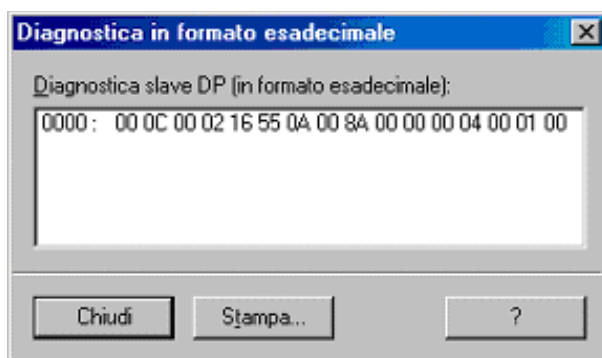 Diagnostica in formato esadecimale
Diagnostica slave DP (in formato esadecimale):
0000 : 00 0C 00 02 16 55 0A 00 8A 00 00 00 04 00 01 00
Chiudi
Stampa...
?